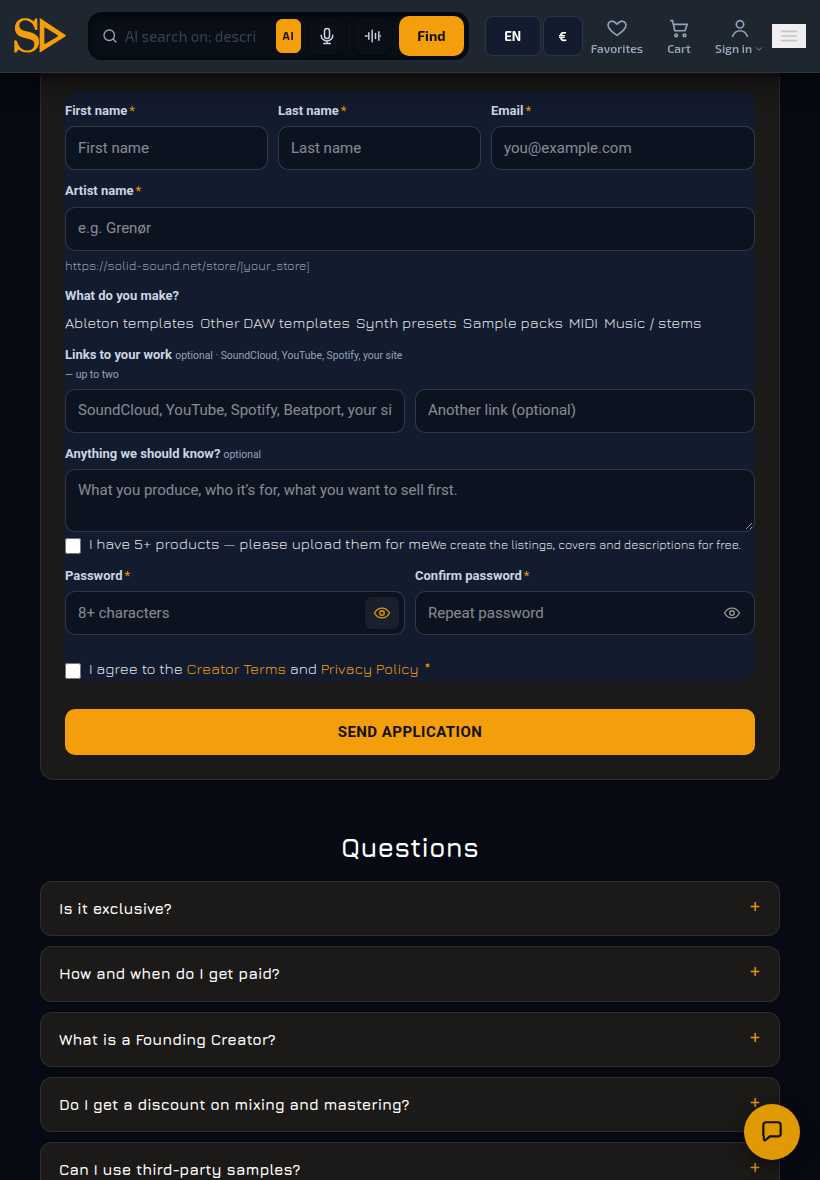 AI search on: descri
AI
Find
EN
€
Favorites
Cart
Sign in
First name *
Last name *
Email *
First name
Last name
you@example.com
Artist name *
e.g. Grenør
https://solid-sound.net/store/[your_store]
What do you make?
Ableton templates Other DAW templates Synth presets Sample packs MIDI Music / stems
Links to your work optional · SoundCloud, YouTube, Spotify, your site
— up to two
SoundCloud, YouTube, Spotify, Beatport, your si
Another link (optional)
Anything we should know? optional
What you produce, who it's for, what you want to sell first.
I have 5+ products — please upload them for meWe create the listings, covers and descriptions for free.
Password *
Confirm password *
8+ characters
Repeat password
I agree to the Creator Terms and Privacy Policy *
SEND APPLICATION
Questions
Is it exclusive?
+
How and when do I get paid?
+
What is a Founding Creator?
+
Do I get a discount on mixing and mastering?
+
Can I use third-party samples?
+